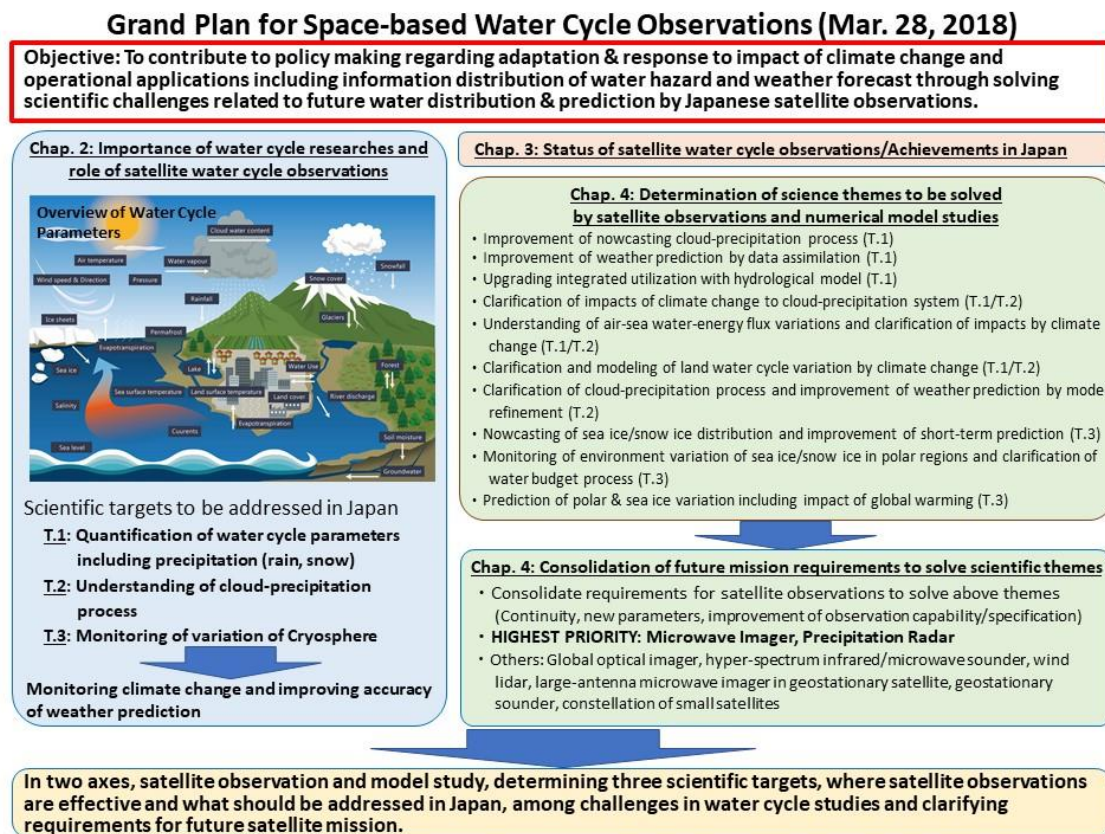 Grand Plan for Space-based Water Cycle Observations (Mar. 28, 2018)
Objective: To contribute to policy making regarding adaptation & response to impact of climate change and
operational applications including information distribution of water hazard and weather forecast through solving
scientific challenges related to future water distribution & prediction by Japanese satellite observations.
Chap. 2: Importance of water cycle researches and
role of satellite water cycle observations
Overview of Water Cycle
Parameters
Cloud water content
Air temperature
Water vapour
Snowfall
Wind speed & Direction
Pressure
Snow cover
Rainfall
Ice sheets
Glaciers
Permafrost
Evapotranspiration
Sea ice
Lake
Water Use
Forest
Sea surface temperature
Land surface temperature
Land cover
River discharge
Salinity
Cuurents
Evapotranspiration
Sea level
Soil moisture
Groundwater
Scientific targets to be addressed in Japan
T.1: Quantification of water cycle parameters
including precipitation (rain, snow)
T.2: Understanding of cloud-precipitation
process
T.3: Monitoring of variation of Cryosphere
Monitoring climate change and improving accuracy
of weather prediction
Chap. 3: Status of satellite water cycle observations/Achievements in Japan
Chap. 4: Determination of science themes to be solved
by satellite observations and numerical model studies
・Improvement of nowcasting cloud-precipitation process (T.1)
・Improvement of weather prediction by data assimilation (T.1)
・Upgrading integrated utilization with hydrological model (T.1)
・Clarification of impacts of climate change to cloud-precipitation system (T.1/T.2)
・Understanding of air-sea water-energy flux variations and clarification of impacts by climate
change (T.1/T.2)
・Clarification and modeling of land water cycle variation by climate change (T.1/T.2)
・Clarification of cloud-precipitation process and improvement of weather prediction by mode
refinement (T.2)
・Nowcasting of sea ice/snow ice distribution and improvement of short-term prediction (T.3)
・Monitoring of environment variation of sea ice/snow ice in polar regions and clarification of
water budget process (T.3)
・Prediction of polar & sea ice variation including impact of global warming (T.3)
Chap. 4: Consolidation of future mission requirements to solve scientific themes
・Consolidate requirements for satellite observations to solve above themes
(Continuity, new parameters, improvement of observation capability/specification)
・HIGHEST PRIORITY: Microwave Imager, Precipitation Radar
・Others: Global optical imager, hyper-spectrum infrared/microwave sounder, wind
lidar, large-antenna microwave imager in geostationary satellite, geostationary
sounder, constellation of small satellites
In two axes, satellite observation and model study, determining three scientific targets, where satellite observations
are effective and what should be addressed in Japan, among challenges in water cycle studies and clarifying
requirements for future satellite mission.